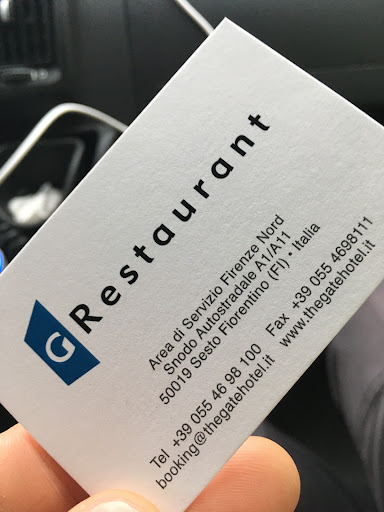 G Restaurant
Area di Servizio Firenze Nord
Snodo Autostradale A1/A11
50019 Sesto Fiorentino (FI) • Italia
Tel +39 055 46 98 100 Fax +39 055 4698111
booking@thegatehotel.it www.thegatehotel.it